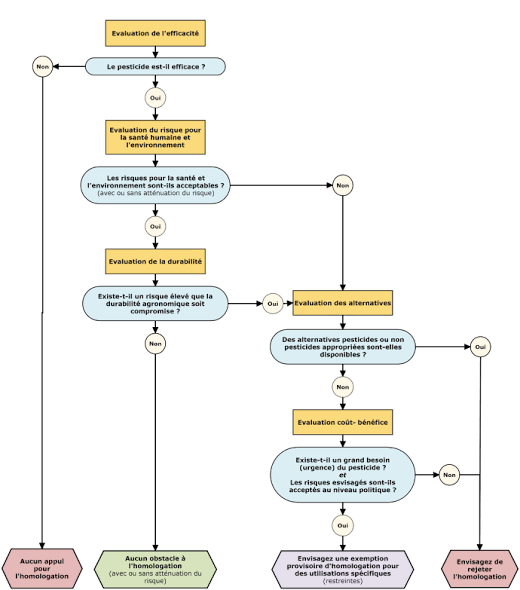 Evaluation de l'efficacité
Non
Le pesticide est-il efficace ?
Oui
Evaluation du risque pour
la santé humaine et
l'environnement
Les risques pour la santé et
l'environnement sont-ils acceptables ?
(avec ou sans atténuation du risque)
Non
Oui
Evaluation de la durabilité
Existe-t-il un risque élevé que la
durabilité agronomique soit
compromise ?
Oui
Evaluation des alternatives
Non
Des alternatives pesticides ou non
pesticides appropriées sont-elles
disponibles ?
Oui
Non
Evaluation coût- bénéfice
Existe-t-il un grand besoin
(urgence) du pesticide ?
et
Les risques envisagés sont-ils
acceptés au niveau politique ?
Non
Oui
Aucun appui
pour
l'homologation
Aucun obstacle à
l'homologation
(avec ou sans atténuation du
risque)
Envisagez une exemption
provisoire d'homologation pour
des utilisations spécifiques
(restreintes)
Envisagez de
rejeter
l'homologation